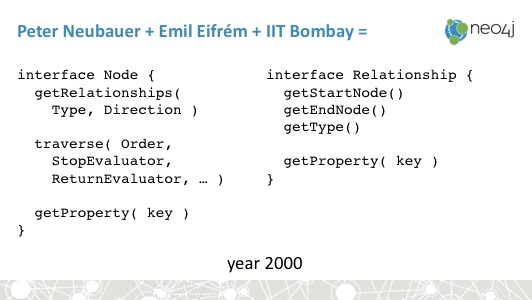 Peter Neubauer + Emil Eifrém + IIT Bombay =
neo4j
interface Node {
getRelationships(
Type, Direction )
traverse( Order,
StopEvaluator,
ReturnEvaluator, … )
getProperty( key )
}
interface Relationship {
getStartNode()
getEndNode()
getType()
getProperty( key )
}
year 2000